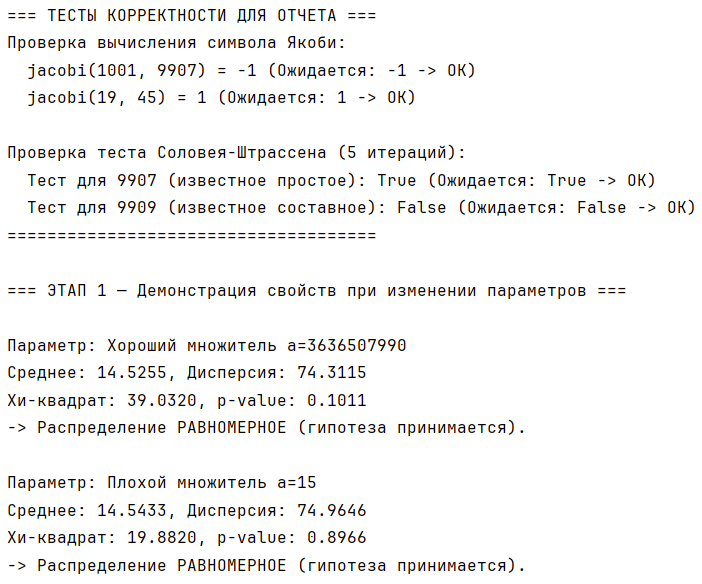 === ТЕСТЫ КОРРЕКТНОСТИ ДЛЯ ОТЧЕТА ===
Проверка вычисления символа Якоби:
jacobi(1001, 9907) = -1 (Ожидается: -1 -> OK)
jacobi(19, 45) = 1 (Ожидается: 1 -> OK)
Проверка теста Соловея-Штрассена (5 итераций):
Тест для 9907 (известное простое): True (Ожидается: True -> OK)
Тест для 9909 (известное составное): False (Ожидается: False -> OK)
=====================================
=== ЭТАП 1 — Демонстрация свойств при изменении параметров ===
Параметр: Хороший множитель a=3636507990
Среднее: 14.5255, Дисперсия: 74.3115
Хи-квадрат: 39.0320, p-value: 0.1011
-> Распределение РАВНОМЕРНОЕ (гипотеза принимается).
Параметр: Плохой множитель a=15
Среднее: 14.5433, Дисперсия: 74.9646
Хи-квадрат: 19.8820, p-value: 0.8966
-> Распределение РАВНОМЕРНОЕ (гипотеза принимается).